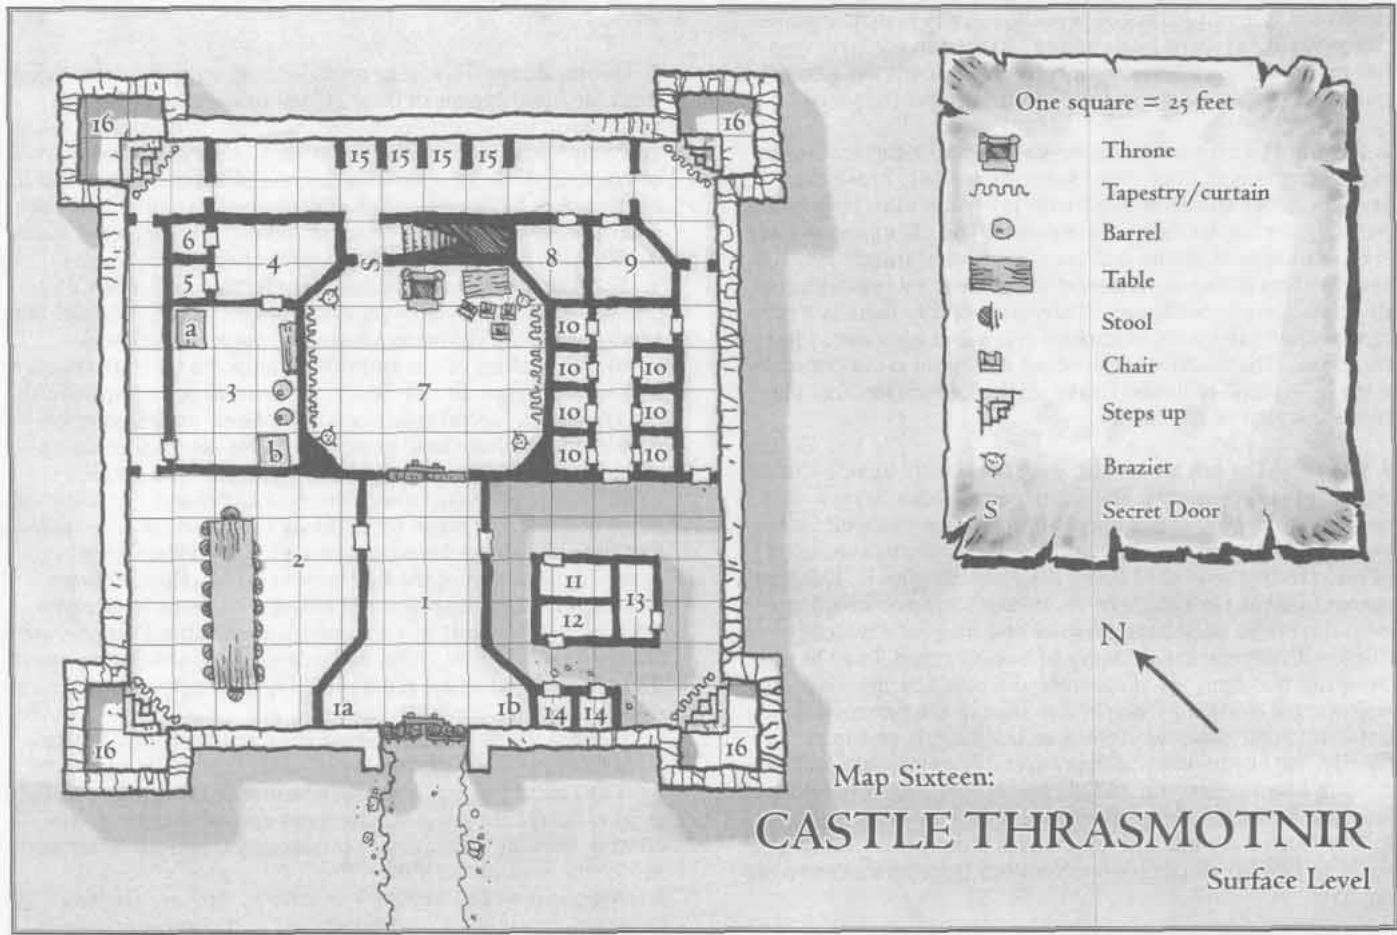 16
16
15 15 15 15
6
4
S
8
9
5
a
10
10
10
3
7
10
10
b
10
10
2
11
1
12
13
1a
1b
14
14
16
16
One square = 25 feet
Throne
Tapestry/curtain
Barrel
Table
Stool
Chair
Steps up
Brazier
S
Secret Door
N
Map Sixteen:
CASTLE THRASMOTNIR
Surface Level